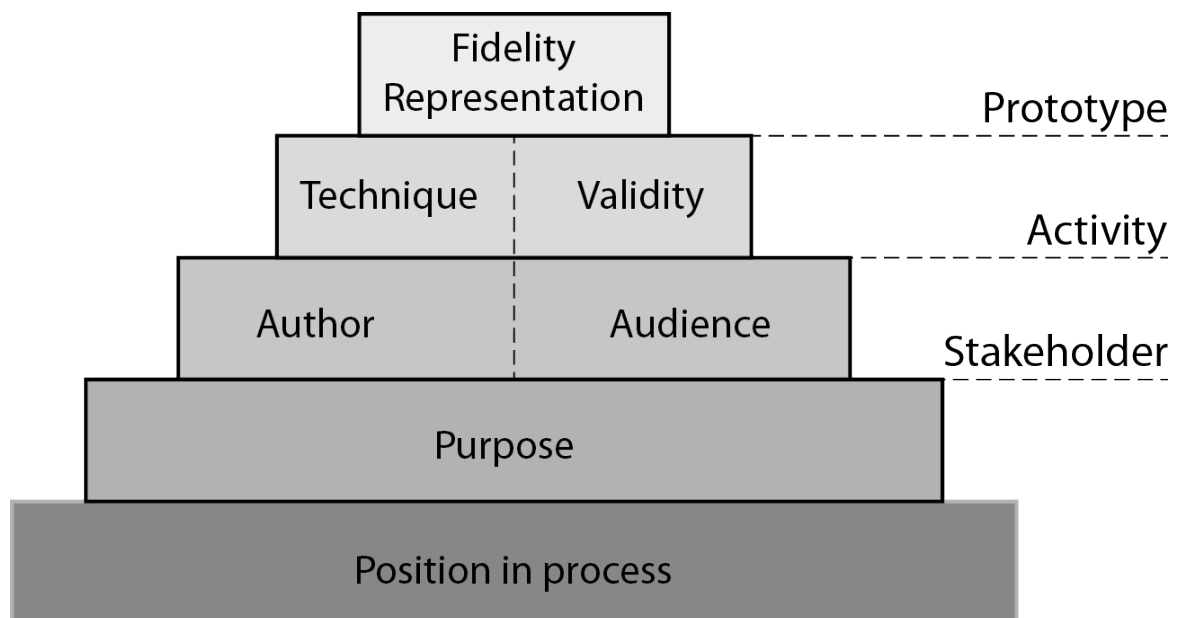 Fidelity
Representation
Prototype
Technique
Validity
Activity
Author
Audience
Stakeholder
Purpose
Position in process